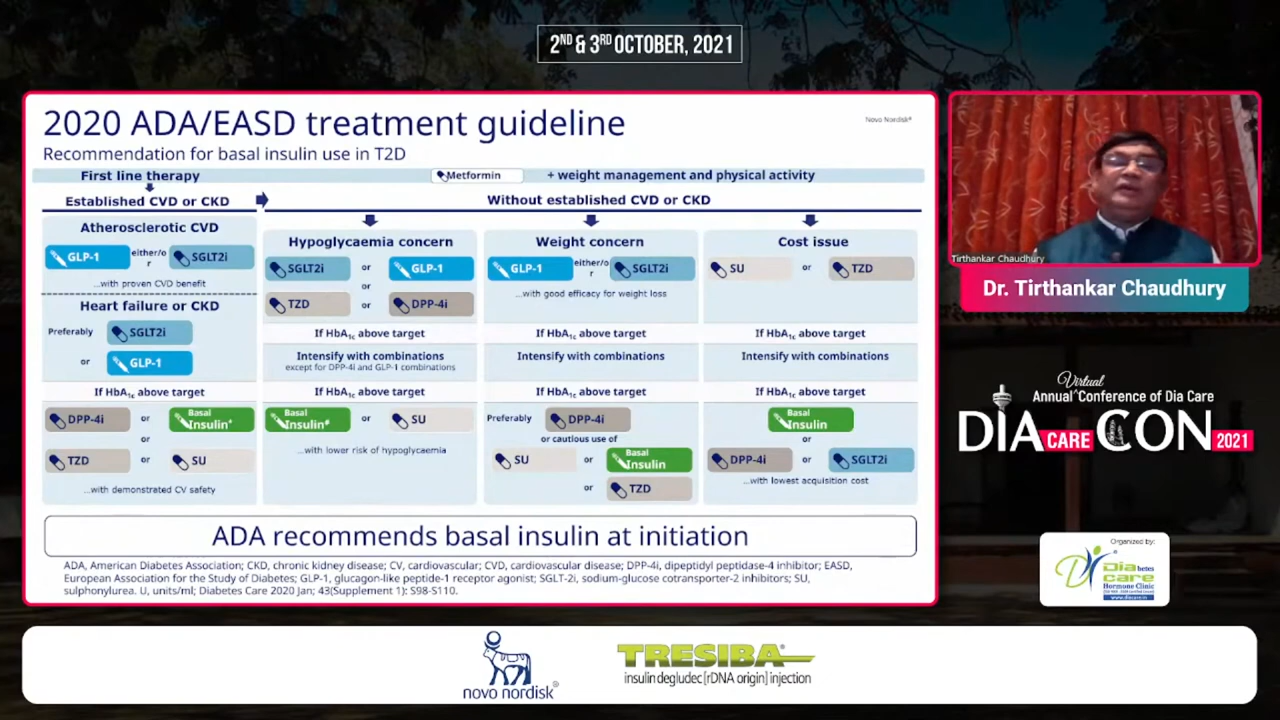 2ND & 3RD OCTOBER, 2021
2020 ADA/EASD treatment guideline
Novo Nordisk®
Recommendation for basal insulin use in T2D
First line therapy
Metformin
+ weight management and physical activity
Established CVD or CKD
Without established CVD or CKD
Atherosclerotic CVD
GLP-1
either/o
r
SGLT2i
...with proven CVD benefit
Heart failure or CKD
Preferably
SGLT2i
or
GLP-1
If HbA1c above target
DPP-4i
or
Basal
Insulin*
or
TZD
or
SU
...with demonstrated CV safety
Hypoglycaemia concern
SGLT2i
or
GLP-1
or
TZD
or
DPP-4i
If HbA1c above target
Intensify with combinations
except for DPP-4i and GLP-1 combinations
If HbA1c above target
Basal
Insulin#
or
SU
...with lower risk of hypoglycaemia
Weight concern
GLP-1
either/o
r
SGLT2i
...with good efficacy for weight loss
If HbA1c above target
Intensify with combinations
If HbA1c above target
Preferably
DPP-4i
or cautious use of
SU
or
Basal
Insulin
or
TZD
Cost issue
SU
or
TZD
If HbA1c above target
Intensify with combinations
If HbA1c above target
Basal
Insulin
or
DPP-4i
or
SGLT2i
...with lowest acquisition cost
ADA recommends basal insulin at initiation
ADA, American Diabetes Association; CKD, chronic kidney disease; CV, cardiovascular; CVD, cardiovascular disease; DPP-4i, dipeptidyl peptidase-4 inhibitor; EASD,
European Association for the Study of Diabetes; GLP-1, glucagon-like peptide-1 receptor agonist; SGLT-2i, sodium-glucose cotransporter-2 inhibitors; SU,
sulphonylurea. U, units/ml; Diabetes Care 2020 Jan; 43(Supplement 1):S98-S110.
Tirthankar Chaudhury
Dr. Tirthankar Chaudhury
Virtual
Annual ^Conference of Dia Care
DIA CARE CON 2021
Organized by:
Diabetes
care
Hormone Clinic
www.diacare.in
novo nordisk®
TRESIBA®
insulin degludec [rDNA origin] injection